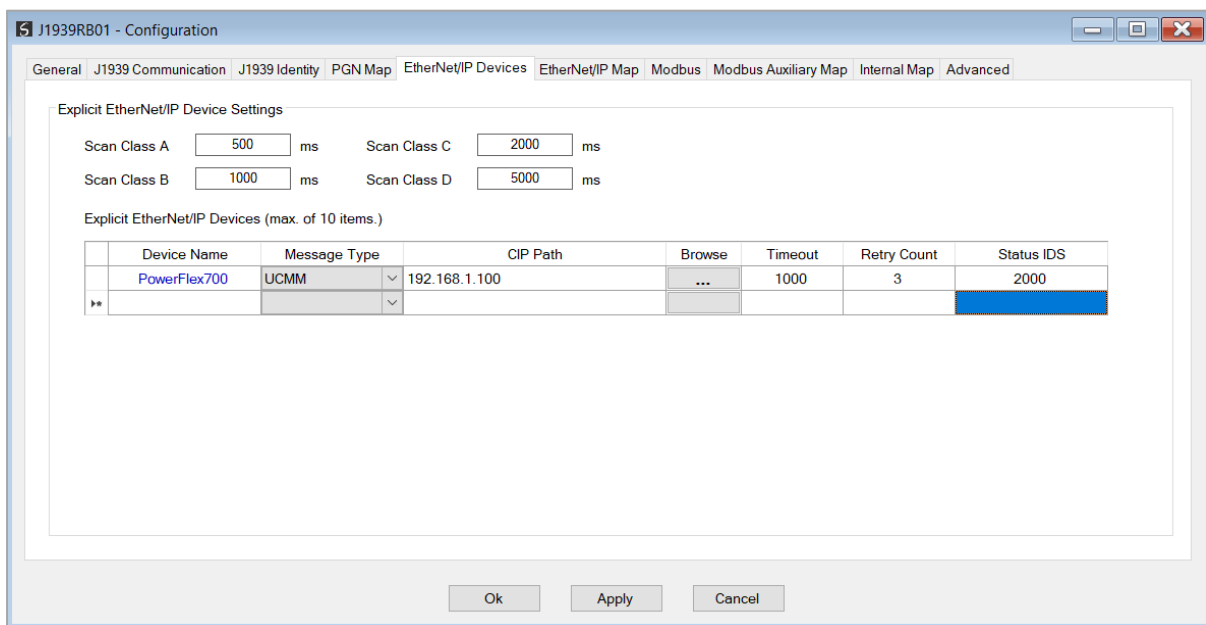 J1939RB01 - Configuration
General J1939 Communication J1939 Identity PGN Map EtherNet/IP Devices EtherNet/IP Map Modbus Modbus Auxiliary Map Internal Map Advanced
Explicit EtherNet/IP Device Settings
Scan Class A 500 ms Scan Class C 2000 ms
Scan Class B 1000 ms Scan Class D 5000 ms
Explicit EtherNet/IP Devices (max. of 10 items.)
Device Name Message Type CIP Path Browse Timeout Retry Count Status IDS
PowerFlex700 UCMM 192.168.1.100 ... 1000 3 2000
Ok Apply Cancel